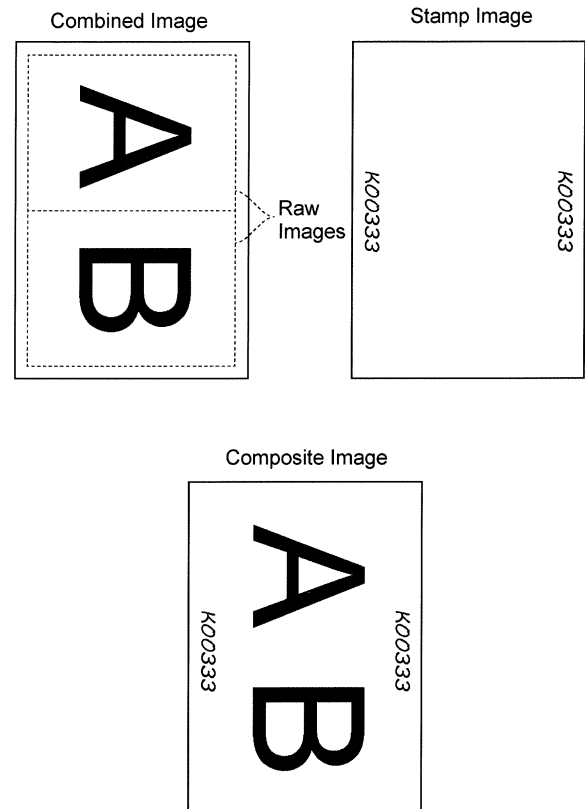 Combined Image
A
B
Raw
Images
Stamp Image
K00333
K00333
Composite Image
A
B
K00333
K00333